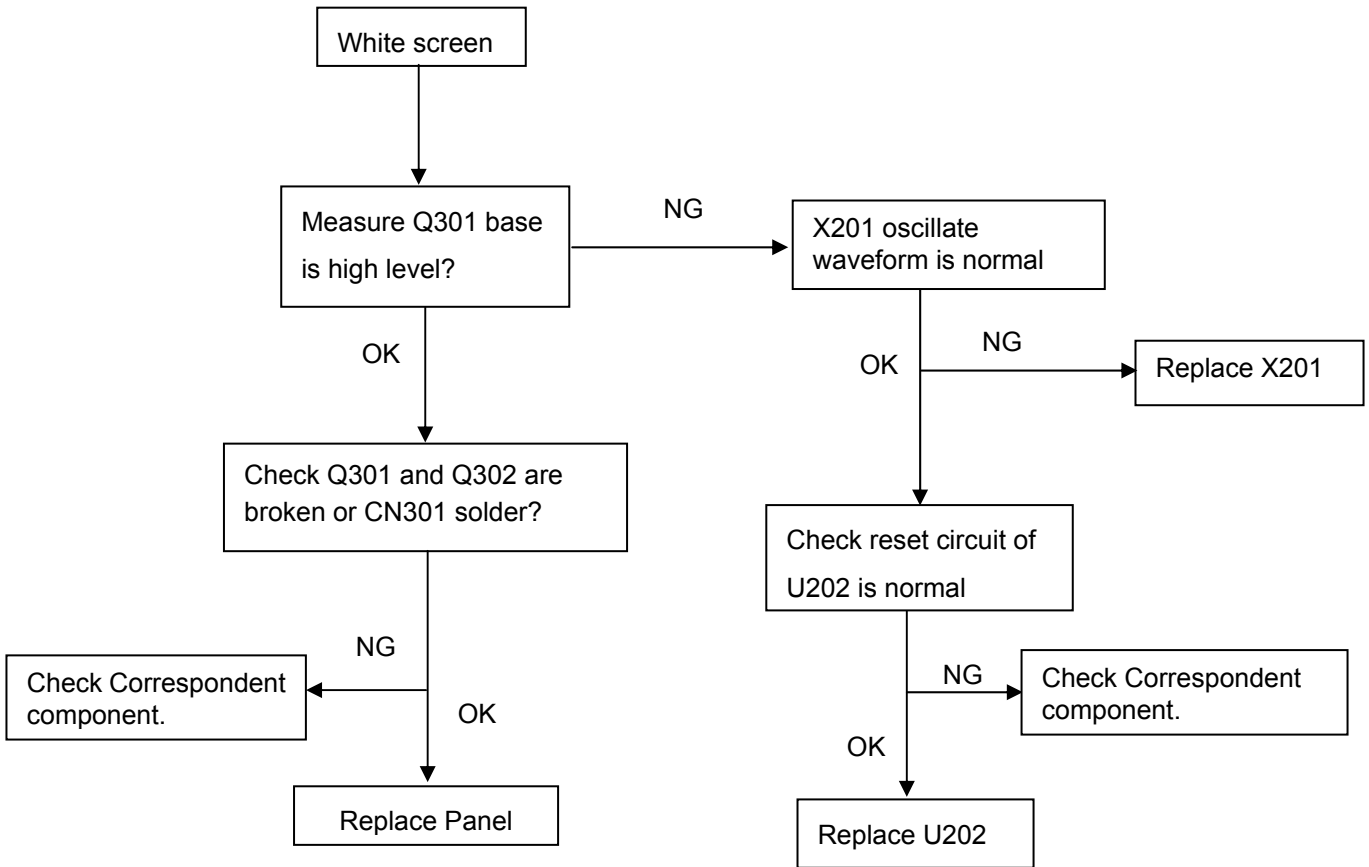 White screen
Measure Q301 base
is high level?
NG
X201 oscillate
waveform is normal
OK
OK
NG
Replace X201
Check Q301 and Q302 are
broken or CN301 solder?
Check reset circuit of
U202 is normal
NG
Check Correspondent
component.
OK
NG
Check Correspondent
component.
OK
Replace Panel
Replace U202